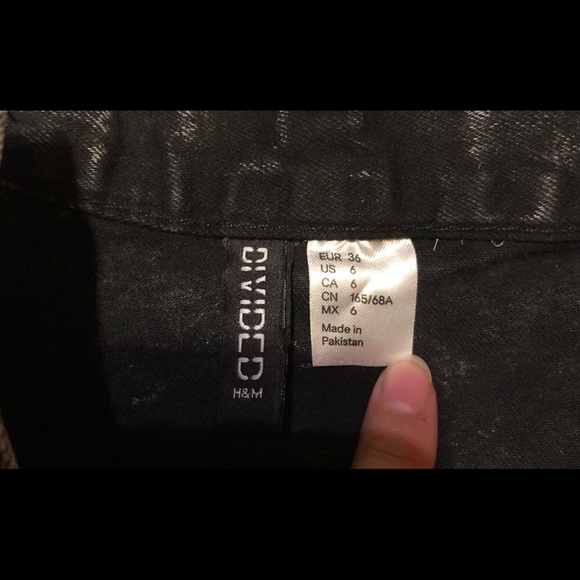 DIVIDED
H&M
EUR 36
US 6
CA 6
CN 165/68A
MX 6
Made in
Pakistan